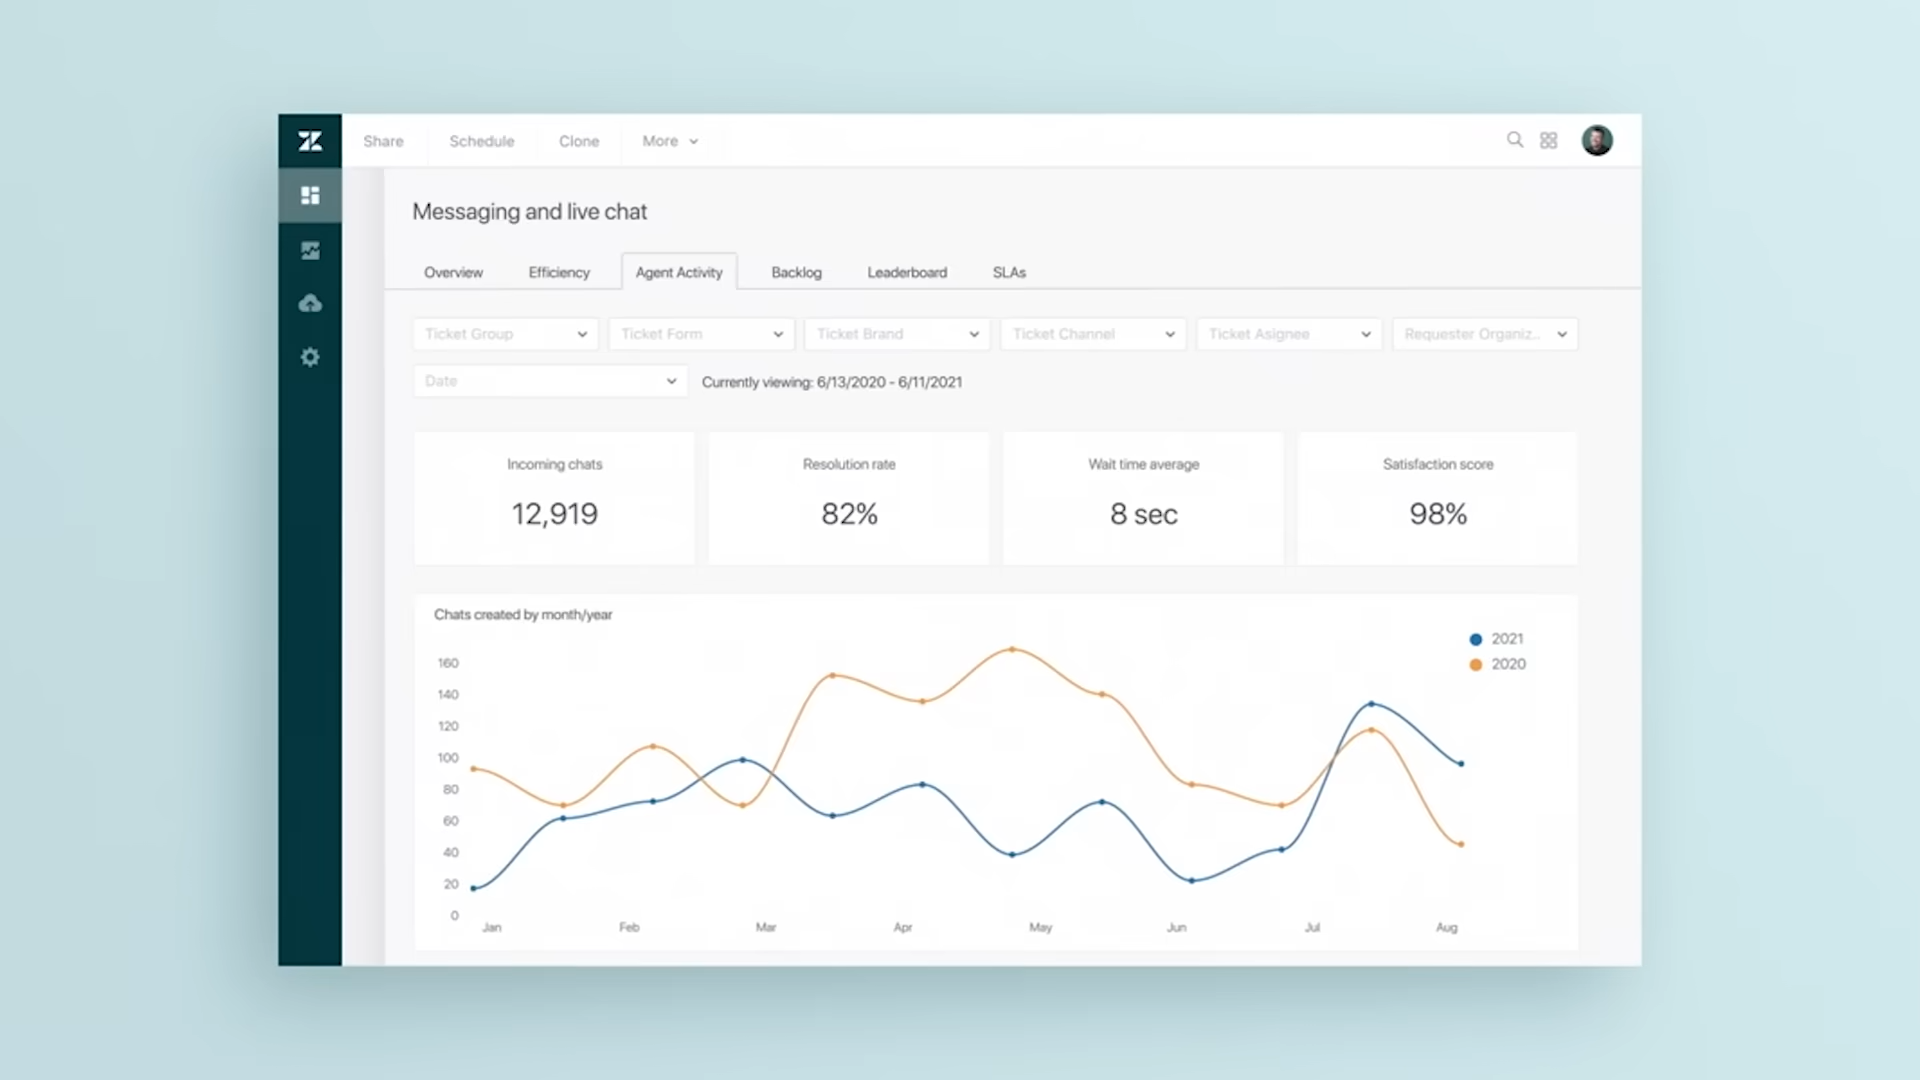 Share Schedule Clone More
Messaging and live chat
Overview Efficiency Agent Activity Backlog Leaderboard SLAs
Ticket Group Ticket Form Ticket Brand Ticket Channel Ticket Asignee Requester Organiz..
Date Currently viewing: 6/13/2020 - 6/11/2021
Incoming chats Resolution rate Wait time average Satisfaction score
12,919 82% 8 sec 98%
Chats created by month/year
2021
2020
160
140
120
100
80
60
40
20
0
Jan Feb Mar Apr May Jun Jul Aug